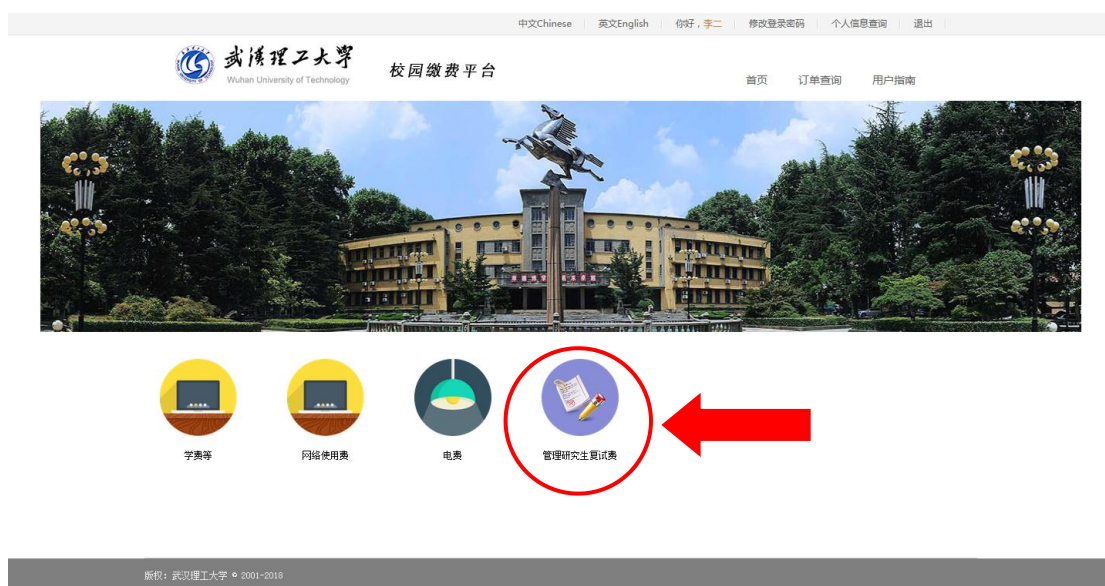 中文Chinese 英文English 你好，李二 修改登录密码 个人信息查询 退出
武汉理工大学 校园缴费平台
Wuhan University of Technology
首页 订单查询 用户指南
学费等 网络使用费 电费 管理研究生复试费
版权：武汉理工大学 © 2001-2018